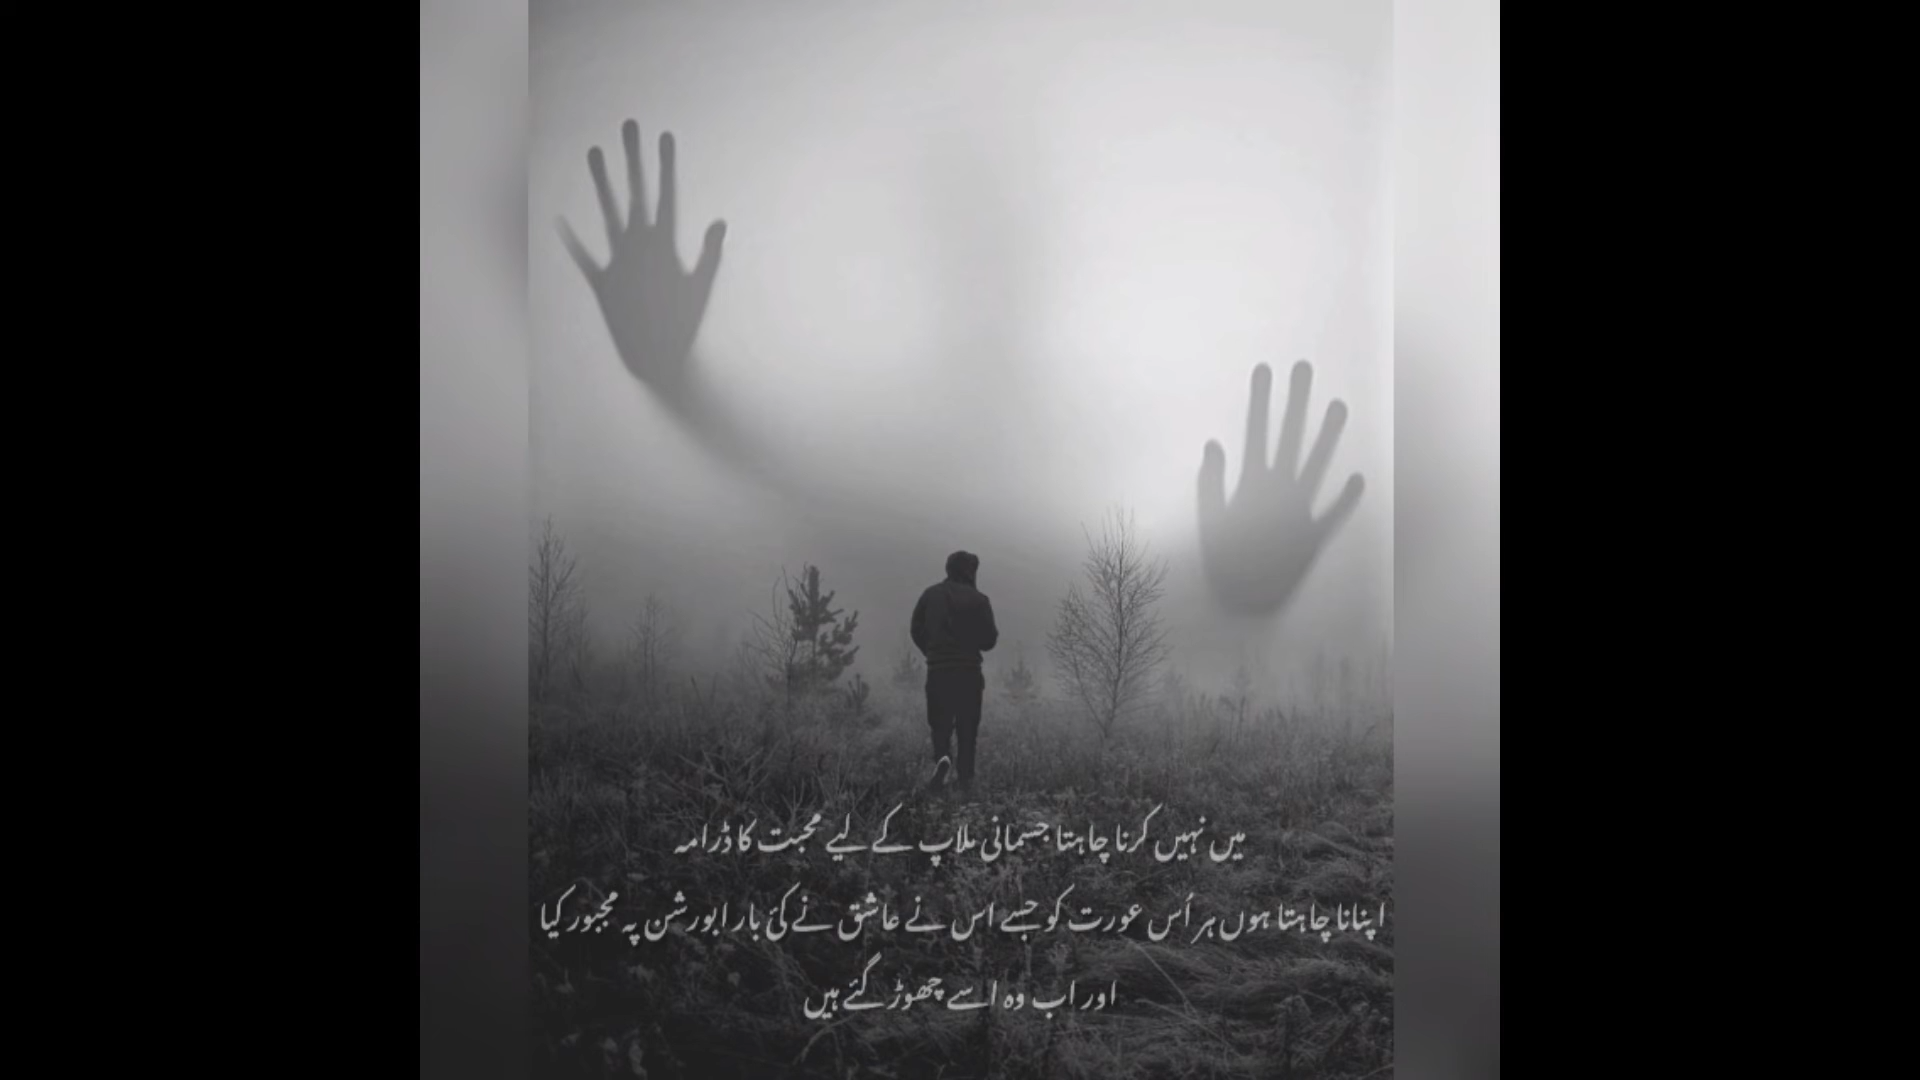 میں نہیں کرنا چاہتا جسمانی ملاپ کے لیے محبت کا ڈرامہ
اپنانا چاہتا ہوں ہر اُس عورت کو جسے اس نے عاشق نے کئ بار ابورشن پہ مجبور کیا
اور اب وہ اسے چھوڑ گئے ہیں